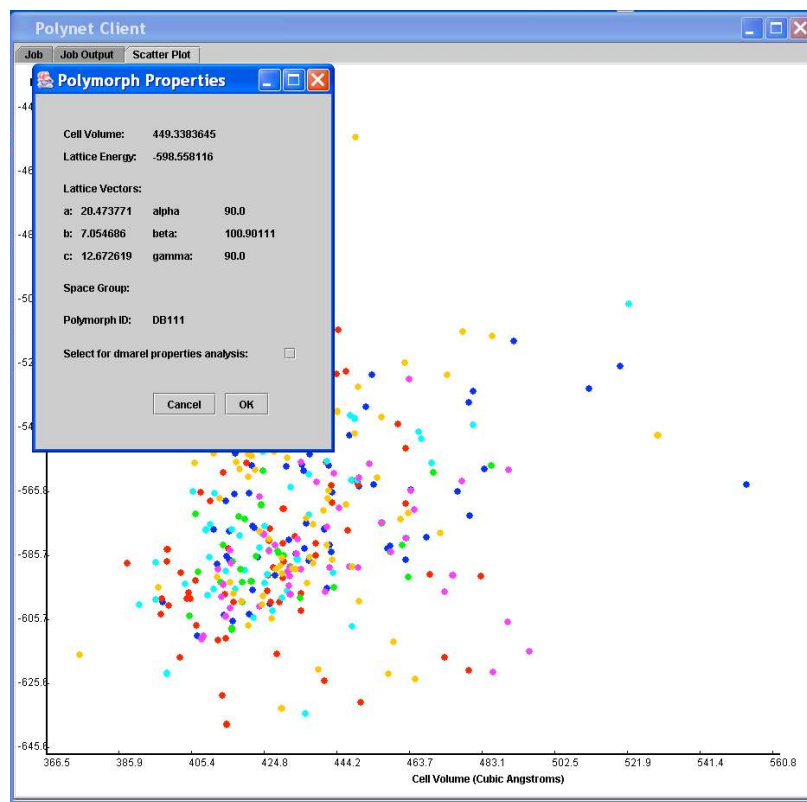 Polynet Client
Job Job Output Scatter Plot
Polymorph Properties
Cell Volume: 449.3383645
Lattice Energy: -598.558116
Lattice Vectors:
a: 20.473771 alpha 90.0
b: 7.054686 beta: 100.90111
c: 12.672619 gamma: 90.0
Space Group:
Polymorph ID: DB111
Select for dmarel properties analysis:
Cancel OK
-565.8
-585.7
-605.7
-625.6
-645.6
366.5 385.9 405.4 424.8 444.2 463.7 483.1 502.5 521.9 541.4 560.8
Cell Volume (Cubic Angstroms)